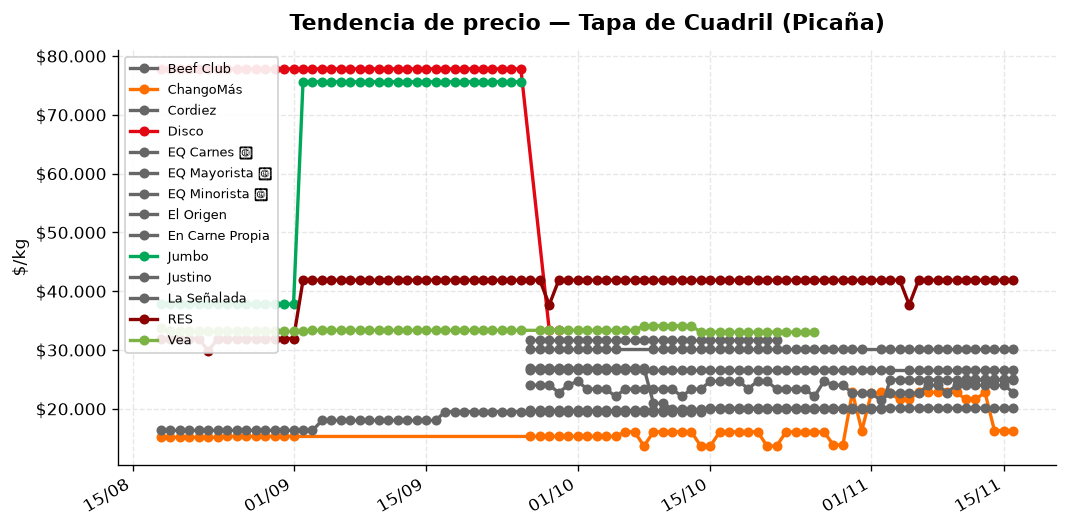 Tendencia de precio — Tapa de Cuadril (Picaña)
$/kg
$80.000
$70.000
$60.000
$50.000
$40.000
$30.000
$20.000
Beef Club
ChangoMás
Cordiez
Disco
EQ Carnes
EQ Mayorista
EQ Minorista
El Origen
En Carne Propia
Jumbo
Justino
La Señalada
RES
Vea
15/08
01/09
15/09
01/10
15/10
01/11
15/11